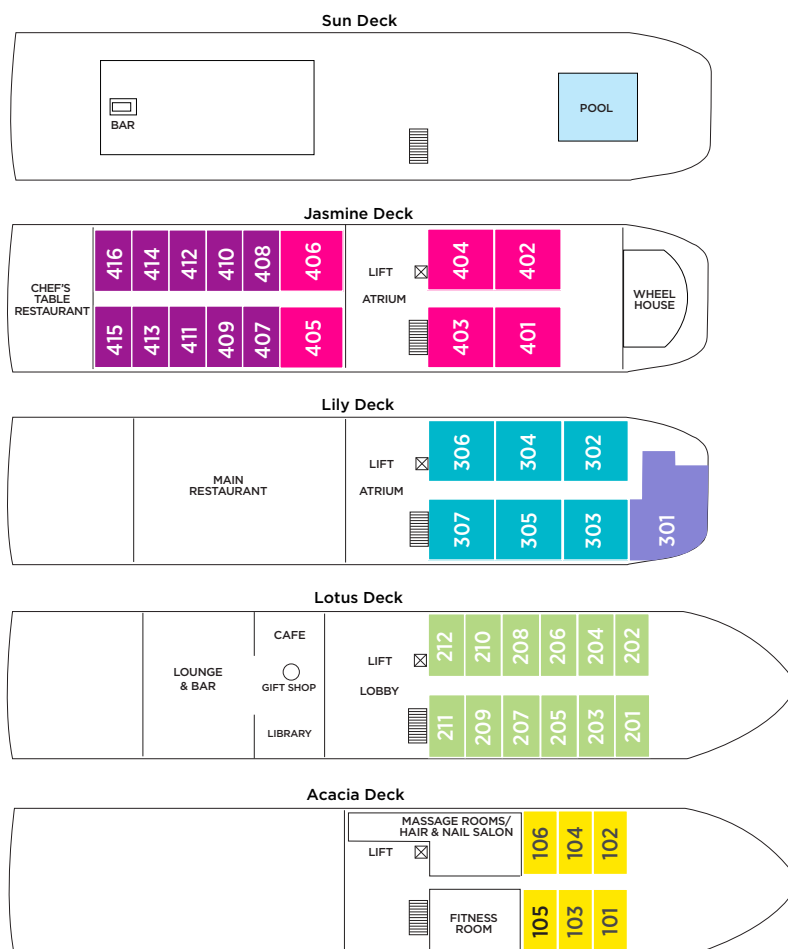 Sun Deck
BAR
POOL
Jasmine Deck
416
414
412
410
408
406
404
402
LIFT
ATRIUM
CHEF'S
TABLE
RESTAURANT
WHEEL
HOUSE
415
413
411
409
407
405
403
401
Lily Deck
306
304
302
LIFT
ATRIUM
MAIN
RESTAURANT
307
305
303
301
Lotus Deck
CAFE
212
210
208
206
204
202
LIFT
LOUNGE
& BAR
GIFT SHOP
LOBBY
LIBRARY
211
209
207
205
203
201
Acacia Deck
MASSAGE ROOMS/
HAIR & NAIL SALON
106
104
102
LIFT
FITNESS
ROOM
105
103
101